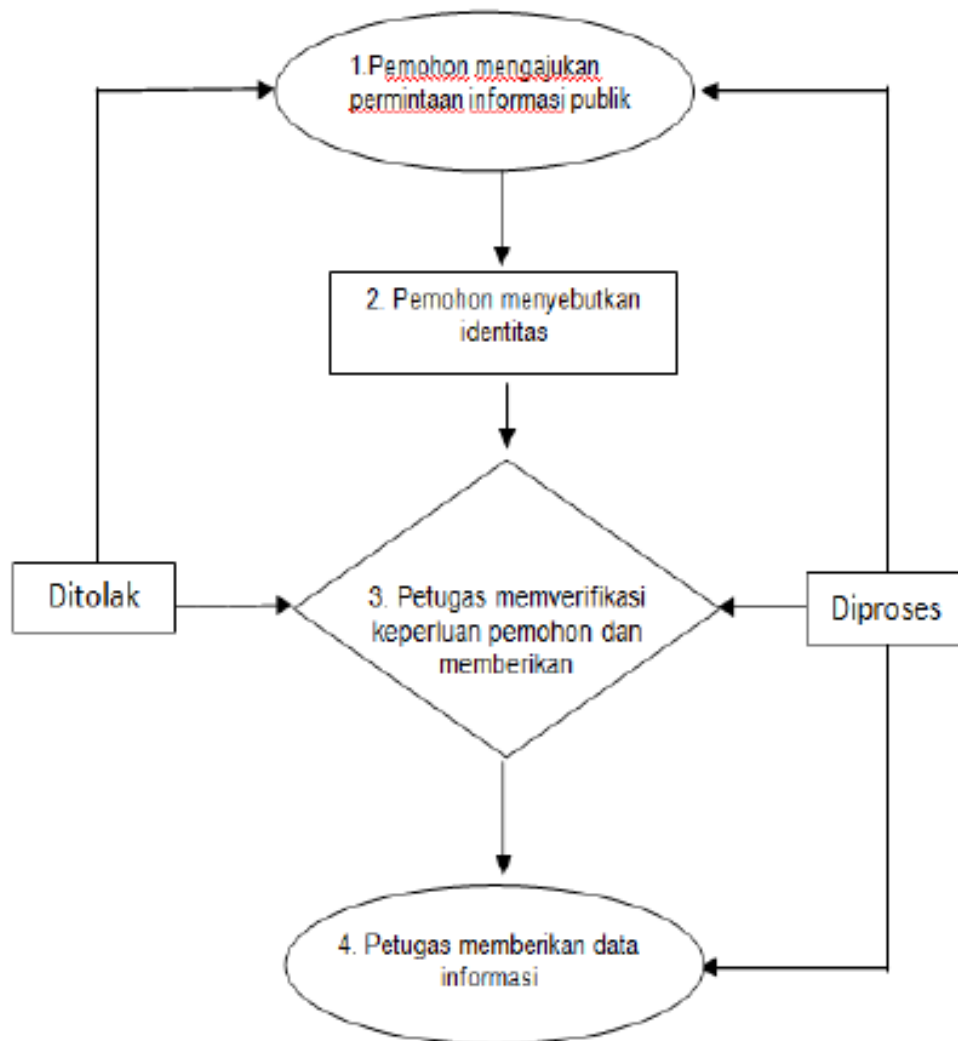 1.Pemohon mengajukan
permintaan informasi publik
2. Pemohon menyebutkan
identitas
Ditolak
3. Petugas memverifikasi
keperluan pemohon dan
memberikan
Diproses
4. Petugas memberikan data
informasi